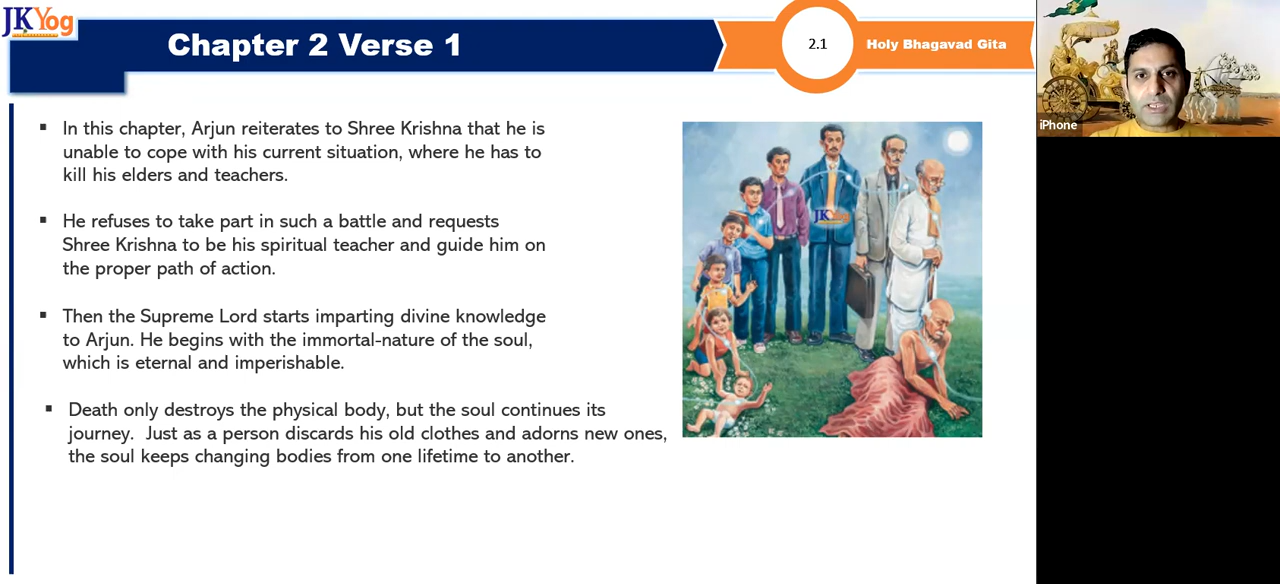 JKYog
Chapter 2 Verse 1
2.1
Holy Bhagavad Gita
iPhone
▪ In this chapter, Arjun reiterates to Shree Krishna that he is
unable to cope with his current situation, where he has to
kill his elders and teachers.
▪ He refuses to take part in such a battle and requests
Shree Krishna to be his spiritual teacher and guide him on
the proper path of action.
▪ Then the Supreme Lord starts imparting divine knowledge
to Arjun. He begins with the immortal-nature of the soul,
which is eternal and imperishable.
▪ Death only destroys the physical body, but the soul continues its
journey. Just as a person discards his old clothes and adorns new ones,
the soul keeps changing bodies from one lifetime to another.
JKYog